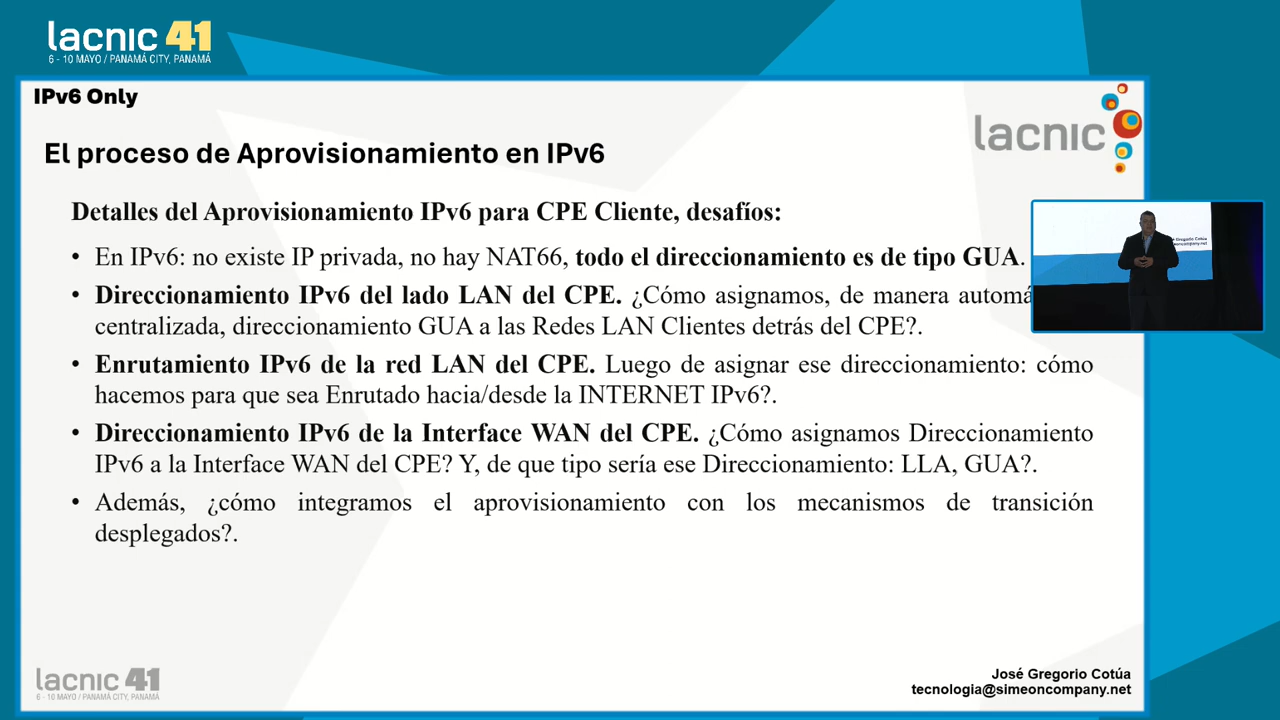 lacnic 41
6 - 10 MAYO / PANAMÁ CITY, PANAMÁ
IPv6 Only
lacnic
El proceso de Aprovisionamiento en IPv6
Detalles del Aprovisionamiento IPv6 para CPE Cliente, desafíos:
• En IPv6: no existe IP privada, no hay NAT66, todo el direccionamiento es de tipo GUA.
• Direccionamiento IPv6 del lado LAN del CPE. ¿Cómo asignamos, de manera
centralizada, direccionamiento GUA a las Redes LAN Clientes detrás del CPE?.
• Enrutamiento IPv6 de la red LAN del CPE. Luego de asignar ese direccionamiento: cómo
hacemos para que sea Enrutado hacia/desde la INTERNET IPv6?.
• Direccionamiento IPv6 de la Interface WAN del CPE. ¿Cómo asignamos Direccionamiento
IPv6 a la Interface WAN del CPE? Y, de que tipo sería ese Direccionamiento: LLA, GUA?.
• Además, ¿cómo integramos el aprovisionamiento con los mecanismos de transición
desplegados?.
lacnic 41
6 - 10 MAYO / PANAMÁ CITY, PANAMÁ
José Gregorio Cotúa
tecnologia@simeoncompany.net